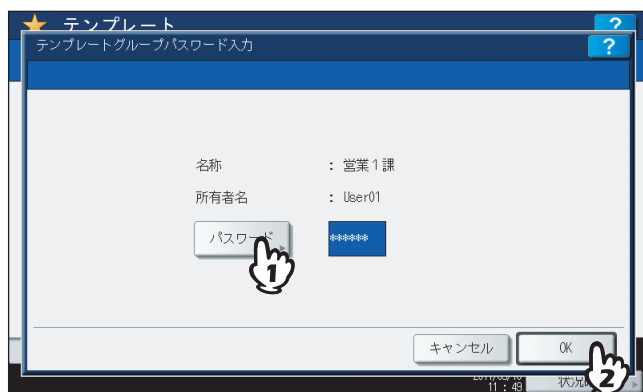 テンプレート
?
テンプレートグループパスワード入力
?
名称 : 営業1課
所有者名 : User01
パスワード ******
1
キャンセル
OK
2
11:49